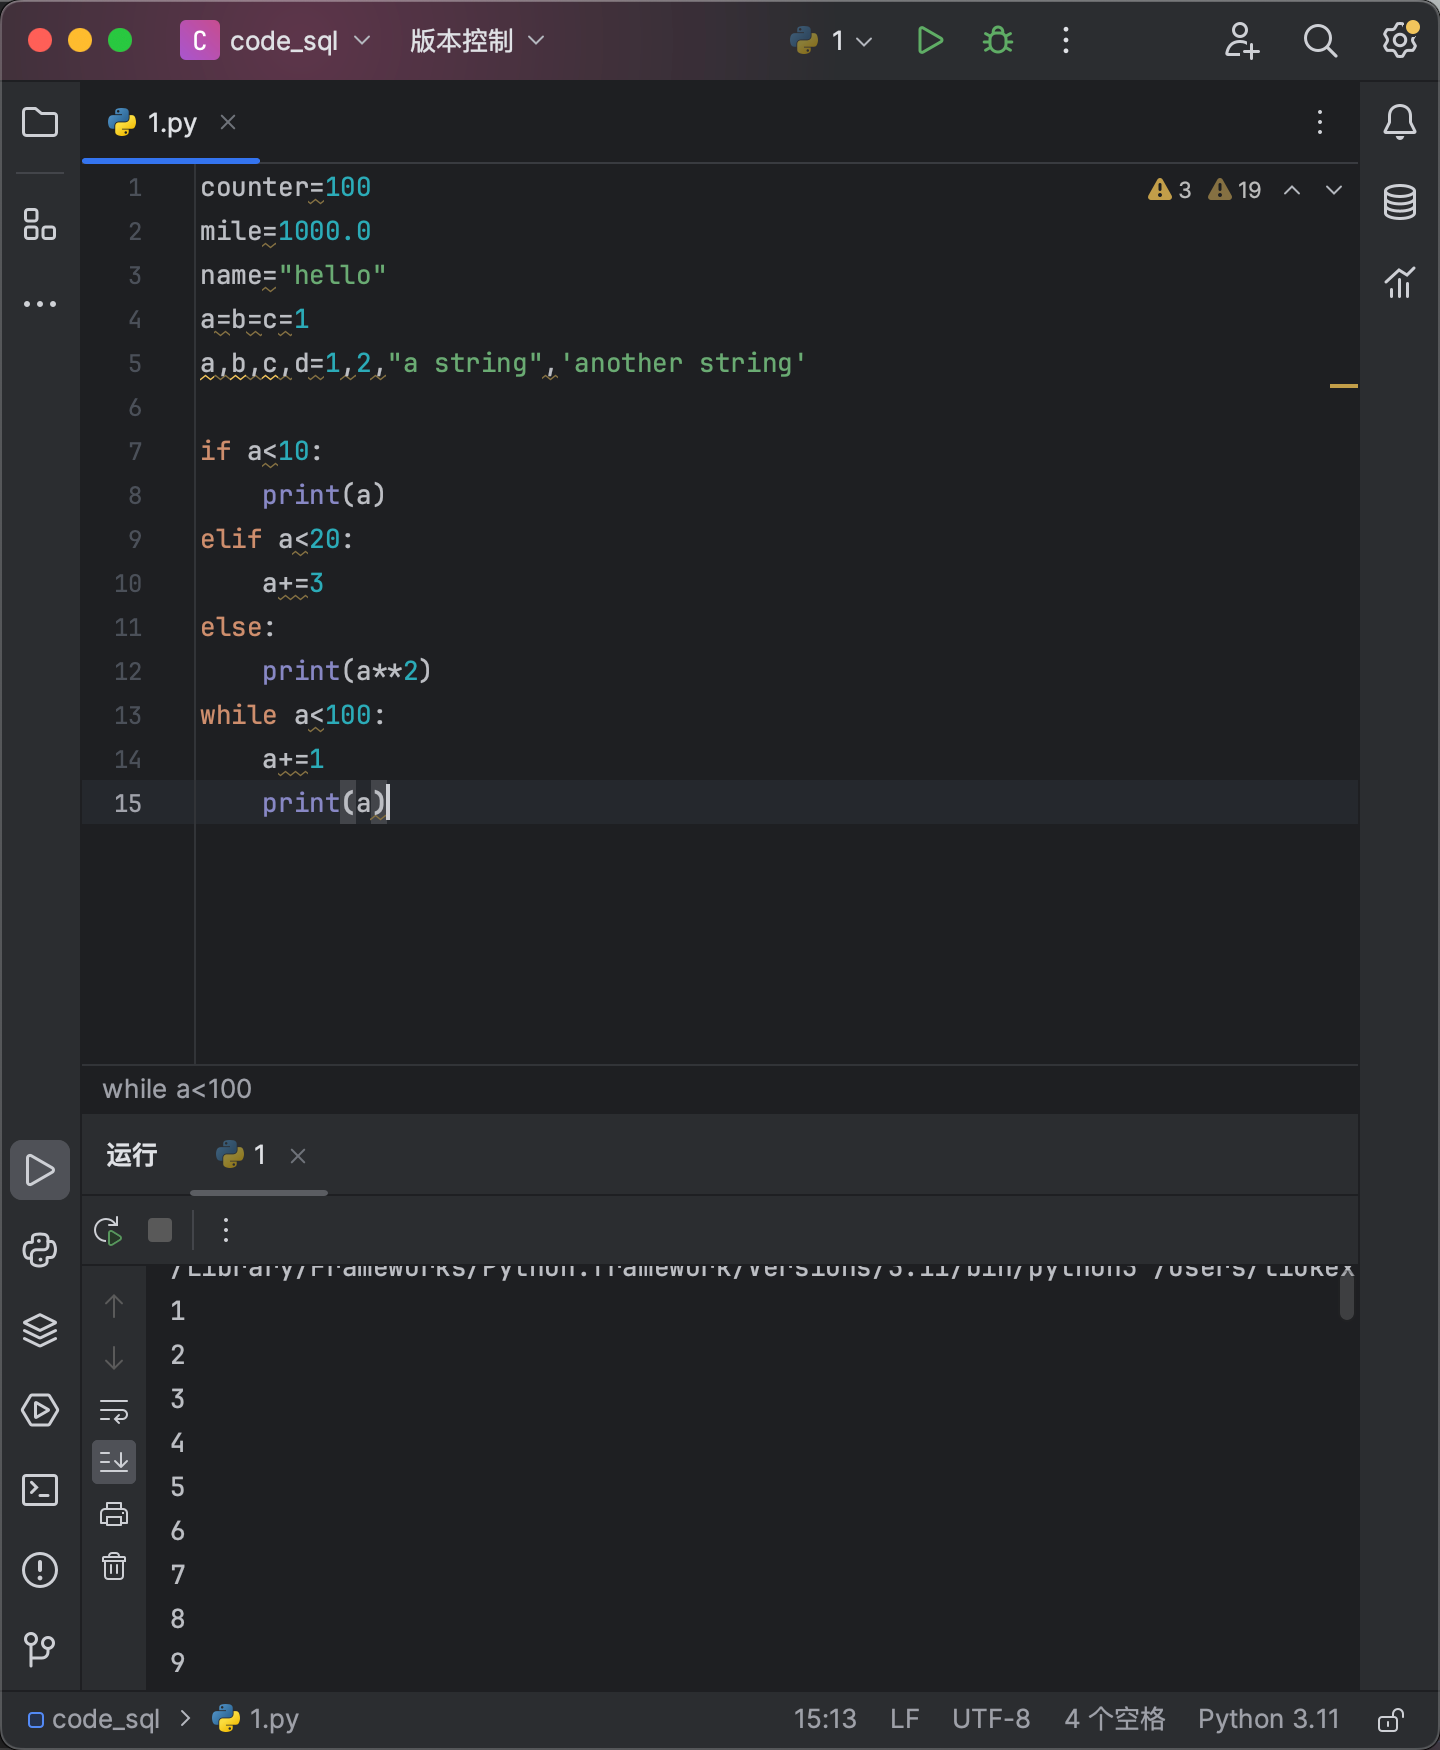 C code_sql 版本控制 1
1.py
3 19
1 counter=100
2 mile=1000.0
3 name="hello"
4 a=b=c=1
5 a,b,c,d=1,2,"a string",'another string'
6
7 if a<10:
8     print(a)
9 elif a<20:
10     a+=3
11 else:
12     print(a**2)
13 while a<100:
14     a+=1
15     print(a)
while a<100
运行 1
/Library/Frameworks/Python.framework/Versions/3.11/bin/python3 /Users/
1
2
3
4
5
6
7
8
9
code_sql > 1.py 15:13 LF UTF-8 4 个空格 Python 3.11